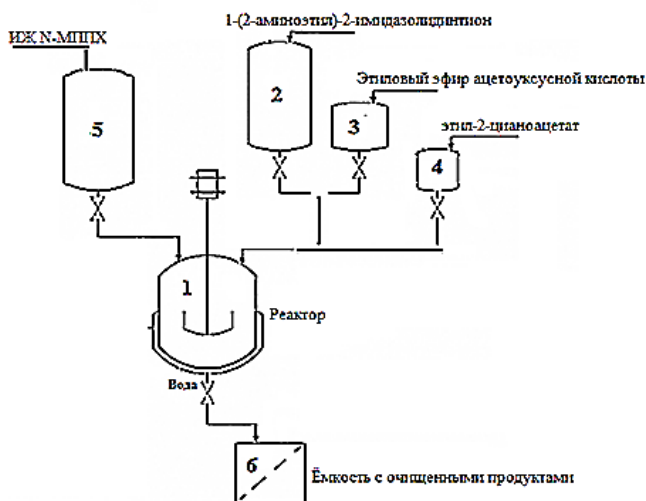 1-(2-аминоэтил)-2-имидазолидинтион
ИЖ N-МППХ
Этиловый эфир ацетоуксусной кислоты
2
3
этил-2-цианоацетат
5
4
1
Реактор
Вода
6
Ёмкость с очищенными продуктами